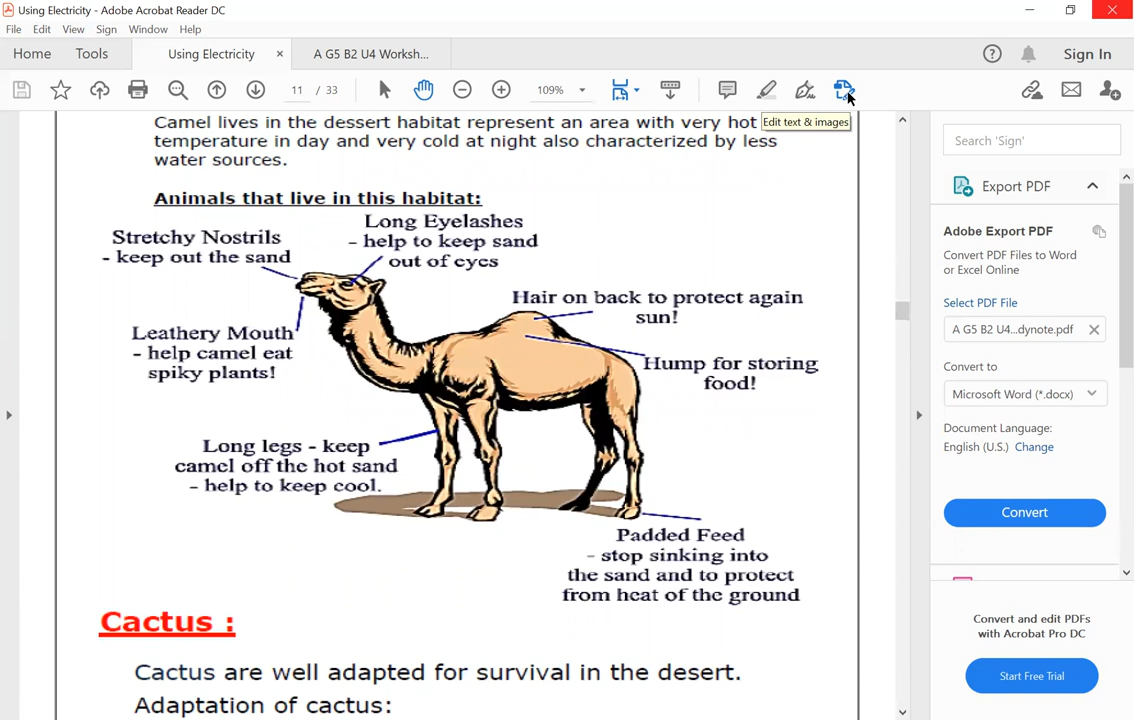 Using Electricity - Adobe Acrobat Reader DC
File Edit View Sign Window Help
Home Tools Using Electricity × A G5 B2 U4 Worksh... Sign In
11 / 33 109%
Edit text & images
Camel lives in the dessert habitat represent an area with very hot
temperature in day and very cold at night also characterized by less
water sources.
Animals that live in this habitat:
Stretchy Nostrils
- keep out the sand
Long Eyelashes
- help to keep sand
out of eyes
Hair on back to protect again
sun!
Leathery Mouth
- help camel eat
spiky plants!
Hump for storing
food!
Long legs - keep
camel off the hot sand
- help to keep cool.
Padded Feed
- stop sinking into
the sand and to protect
from heat of the ground
Cactus :
Cactus are well adapted for survival in the desert.
Adaptation of cactus:
Search 'Sign'
Export PDF
Adobe Export PDF
Convert PDF Files to Word
or Excel Online
Select PDF File
A G5 B2 U4...dynote.pdf
Convert to
Microsoft Word (*.docx)
Document Language:
English (U.S.) Change
Convert
Convert and edit PDFs
with Acrobat Pro DC
Start Free Trial